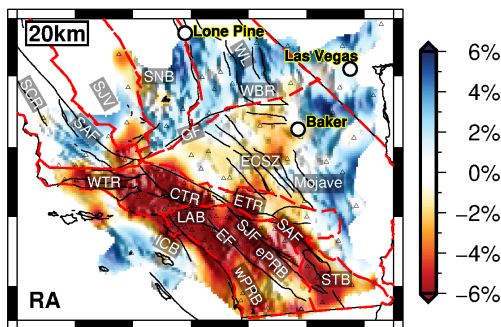 20km
Lone Pine
WL
Las Vegas
SNB
SJV
SCR
SAF
WBR
GF
Baker
ECSZ
Mojave
WTR
CTR
ETR
LAB
SAF
SJF
EF
ePRB
ICB
wPRB
STB
RA
6%
4%
2%
0%
−2%
−4%
−6%